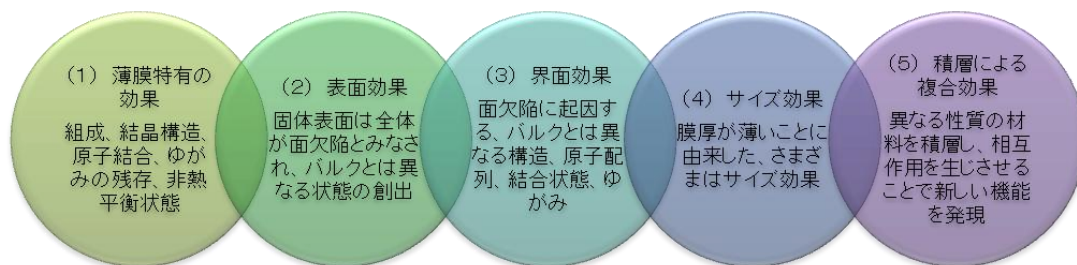 (1) 薄膜特有の
効果
組成、結晶構造、
原子結合、ゆが
みの残存、非熱
平衡状態
(2) 表面効果
固体表面は全体
が面欠陥とみなさ
れ、バルクとは異
なる状態の創出
(3) 界面効果
面欠陥に起因す
る、バルクとは異
なる構造、原子配
列、結合状態、ゆ
がみ
(4) サイズ効果
膜厚が薄いことに
由来した、さまざ
まはサイズ効果
(5) 積層による
複合効果
異なる性質の材
料を積層し、相互
作用を生じさせる
ことで新しい機能
を発現